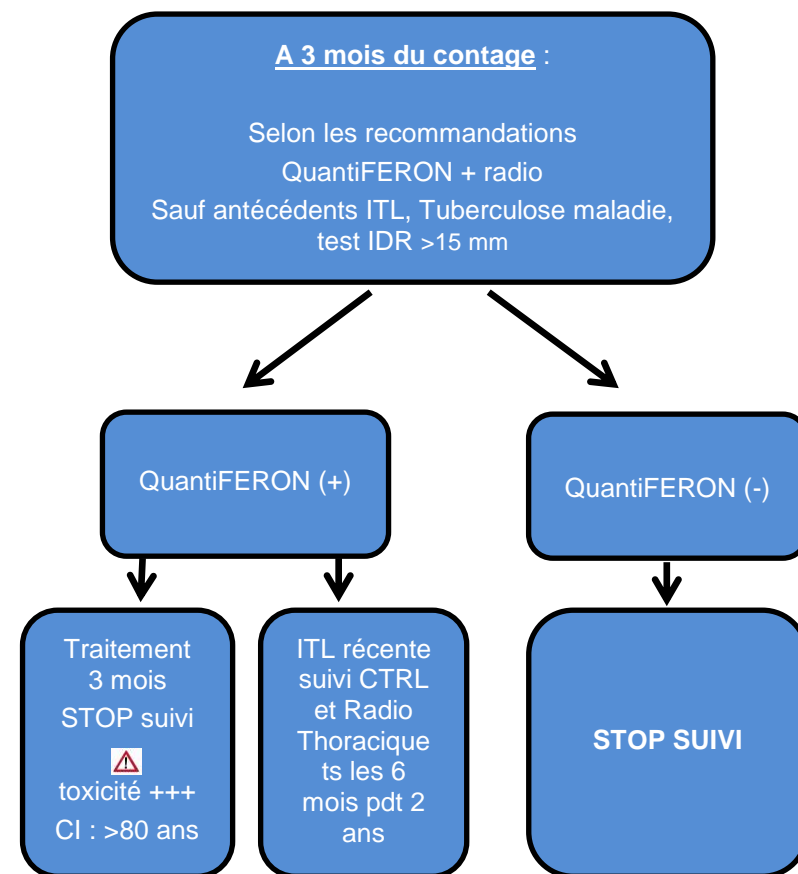 A 3 mois du contage :
Selon les recommandations
QuantiFERON + radio
Sauf antécédents ITL, Tuberculose maladie,
test IDR >15 mm
QuantiFERON (+)
QuantiFERON (-)
Traitement
3 mois
STOP suivi
toxicité +++
CI : >80 ans
ITL récente
suivi CTRL
et Radio
Thoracique
ts les 6
mois pdt 2
ans
STOP SUIVI